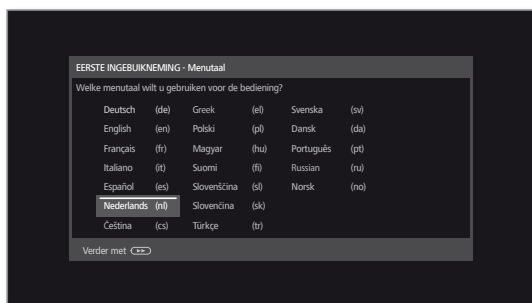 EERSTE INGEBUIKNEMING - Menutaal
Welke menutaal wilt u gebruiken voor de bediening?
Deutsch (de) Greek (el) Svenska (sv)
English (en) Polski (pl) Dansk (da)
Français (fr) Magyar (hu) Português (pt)
Italiano (it) Suomi (fi) Russian (ru)
Español (es) Slovenščina (sl) Norsk (no)
Nederlands (nl) Slovenčina (sk)
Čeština (cs) Türkçe (tr)
Verder met